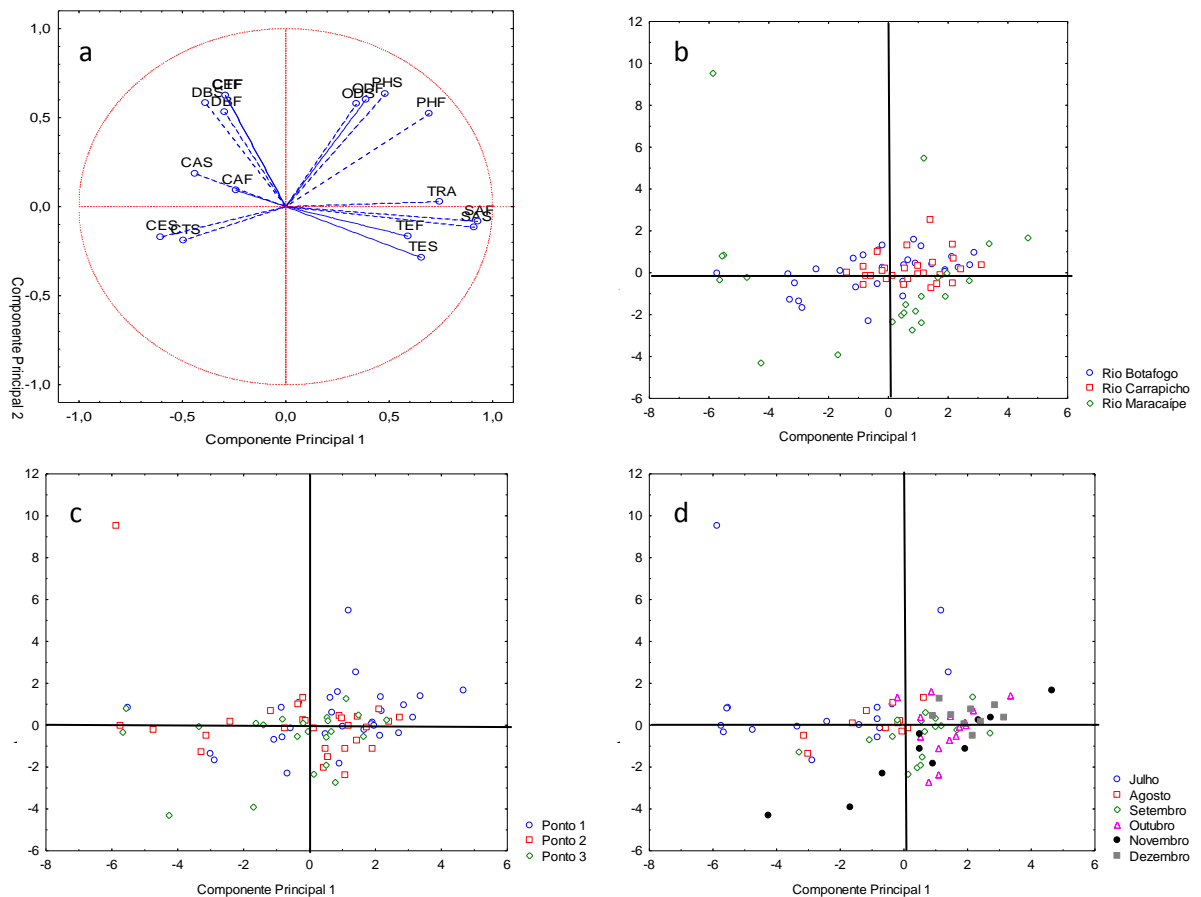 a
1,0
0,5
0,0
-0,5
-1,0
Componente Principal 2
DBS
DBF
ODS
ODF
PHS
PHF
CAS
CAF
TRA
SAF
SAS
CES
CTS
TEF
TES
-1,0
-0,5
0,0
0,5
1,0
Componente Principal 1
b
12
10
8
6
4
2
0
-2
-4
-6
-8
-6
-4
-2
0
2
4
6
Componente Principal 1
Rio Botafogo
Rio Carrapicho
Rio Maracaípe
c
12
10
8
6
4
2
0
-2
-4
-6
-8
-6
-4
-2
0
2
4
6
Componente Principal 1
Ponto 1
Ponto 2
Ponto 3
d
12
10
8
6
4
2
0
-2
-4
-6
-8
-6
-4
-2
0
2
4
6
Componente Principal 1
Julho
Agosto
Setembro
Outubro
Novembro
Dezembro